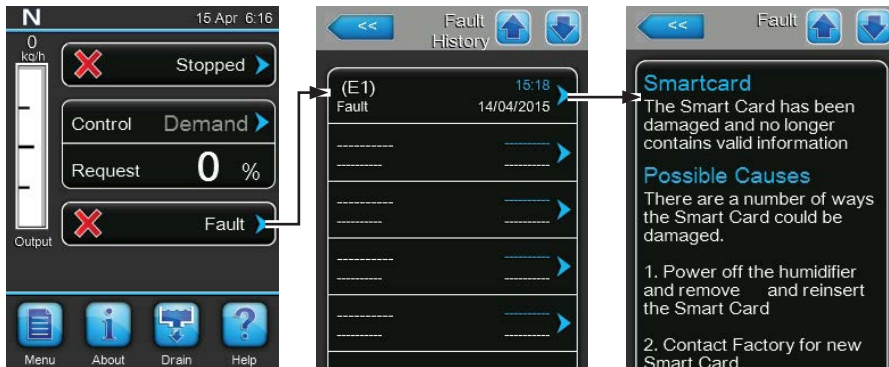 N 15 Apr 6:16
0
kg/h
Stopped
Control Demand
Request 0 %
Fault
Output
Menu About Drain Help
<<
Fault
History
(E1) 15:18
Fault 14/04/2015
---------- ----------
---------- ----------
---------- ----------
---------- ----------
---------- ----------
---------- ----------
---------- ----------
---------- ----------
<< Fault
Smartcard
The Smart Card has been
damaged and no longer
contains valid information
Possible Causes
There are a number of ways
the Smart Card could be
damaged.
1. Power off the humidifier
and remove and reinsert
the Smart Card
2. Contact Factory for new
Smart Card